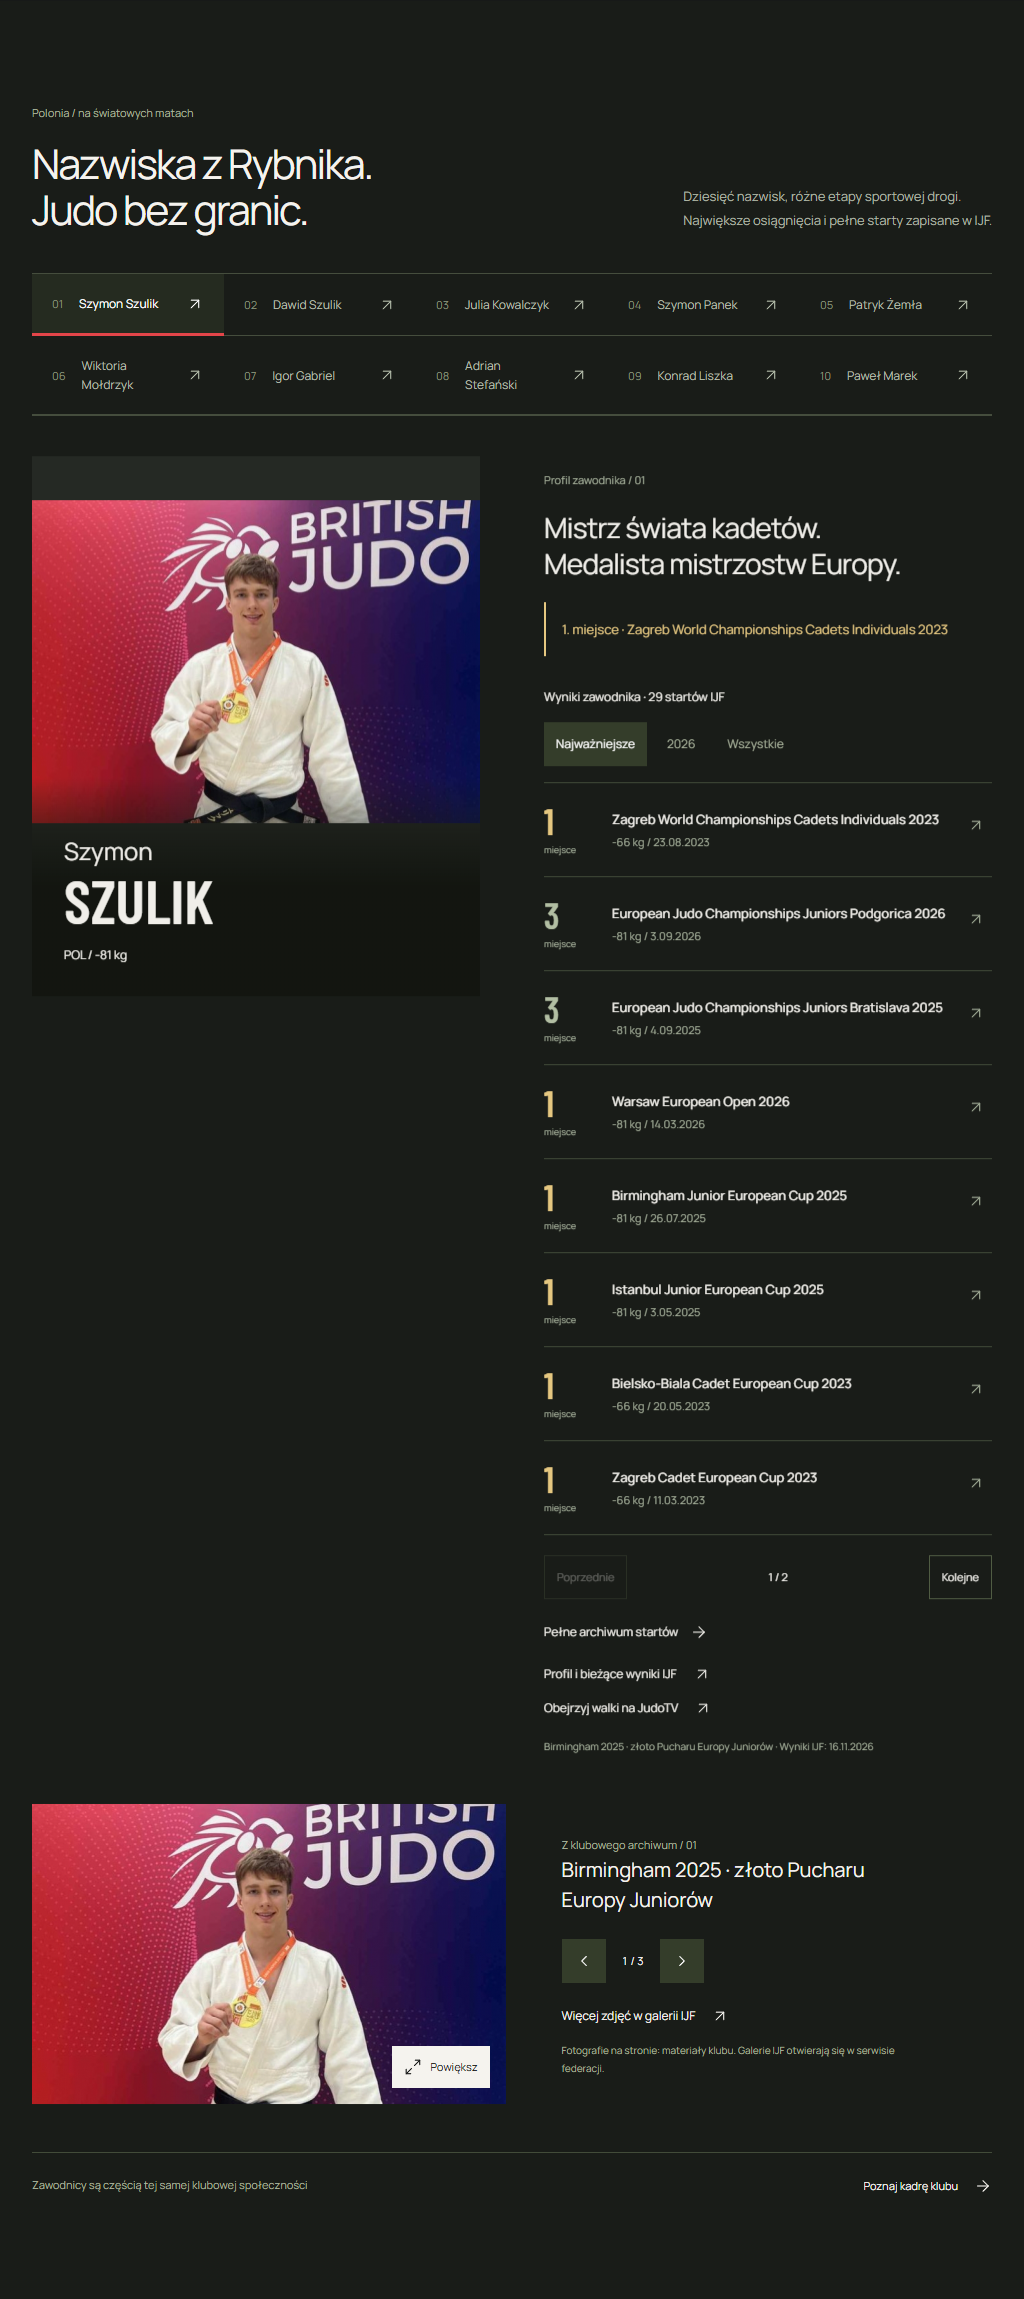 Polonia / na światowych matach
Nazwiska z Rybnika.
Judo bez granic.
Dziesięć nazwisk, różne etapy sportowej drogi.
Największe osiągnięcia i pełne starty zapisane w IJF.
01 Szymon Szulik
02 Dawid Szulik
03 Julia Kowalczyk
04 Szymon Panek
05 Patryk Żemła
06 Wiktoria
Mołdrzyk
07 Igor Gabriel
08 Adrian
Stefański
09 Konrad Liszka
10 Paweł Marek
BRITISH
JUDO
Szymon
SZULIK
POL / -81 kg
Profil zawodnika / 01
Mistrz świata kadetów.
Medalista mistrzostw Europy.
1. miejsce · Zagreb World Championships Cadets Individuals 2023
Wyniki zawodnika · 29 startów IJF
Najważniejsze
2026
Wszystkie
1
miejsce
Zagreb World Championships Cadets Individuals 2023
-66 kg / 23.08.2023
3
miejsce
European Judo Championships Juniors Podgorica 2026
-81 kg / 3.09.2026
3
miejsce
European Judo Championships Juniors Bratislava 2025
-81 kg / 4.09.2025
1
miejsce
Warsaw European Open 2026
-81 kg / 14.03.2026
1
miejsce
Birmingham Junior European Cup 2025
-81 kg / 26.07.2025
1
miejsce
Istanbul Junior European Cup 2025
-81 kg / 3.05.2025
1
miejsce
Bielsko-Biala Cadet European Cup 2023
-66 kg / 20.05.2023
1
miejsce
Zagreb Cadet European Cup 2023
-66 kg / 11.03.2023
Poprzednie
1 / 2
Kolejne
Pełne archiwum startów
Profil i bieżące wyniki IJF
Obejrzyj walki na JudoTV
Birmingham 2025 · złoto Pucharu Europy Juniorów · Wyniki IJF: 16.11.2026
BRITISH
JUDO
Powiększ
Z klubowego archiwum / 01
Birmingham 2025 · złoto Pucharu
Europy Juniorów
1 / 3
Więcej zdjęć w galerii IJF
Fotografie na stronie: materiały klubu. Galerie IJF otwierają się w serwisie
federacji.
Zawodnicy są częścią tej samej klubowej społeczności
Poznaj kadrę klubu